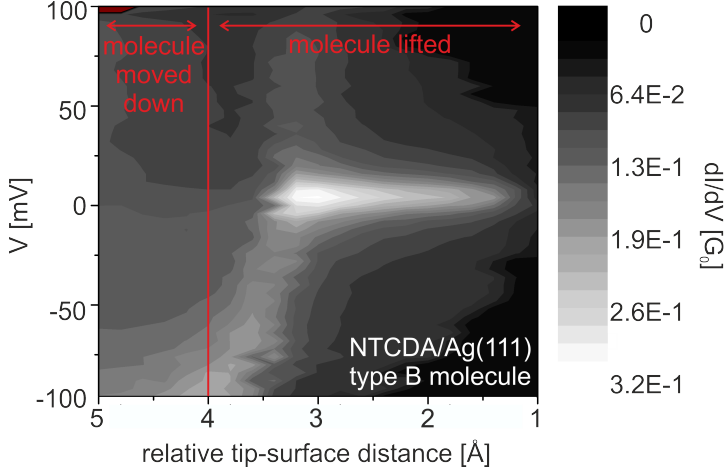 100
50
0
-50
-100
V [mV]
molecule
moved
down
molecule lifted
NTCDA/Ag(111)
type B molecule
5
4
3
2
1
relative tip-surface distance [Å]
0
6.4E-2
1.3E-1
1.9E-1
2.6E-1
3.2E-1
dI/dV [G₀]